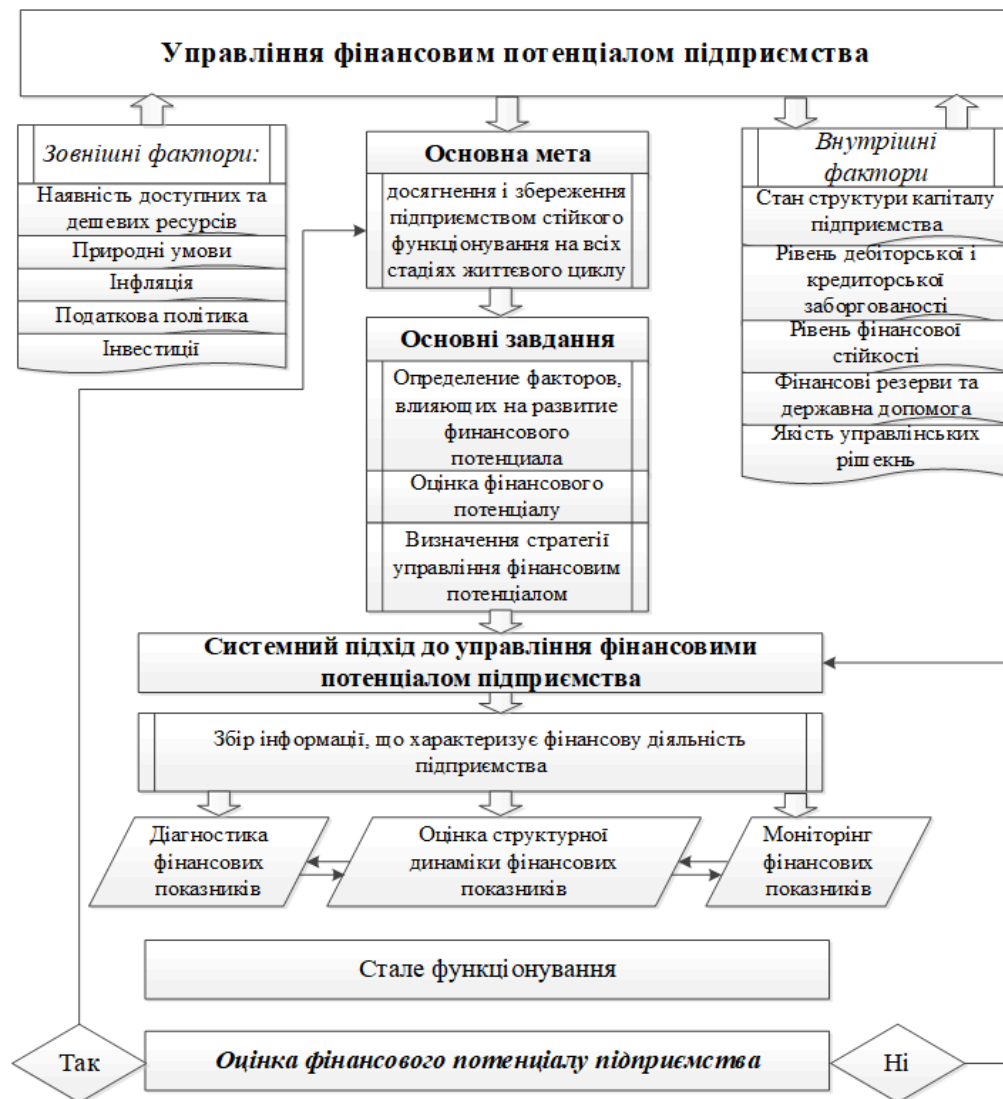 Управління фінансовим потенціалом підприємства
Зовнішні фактори:
Наявність доступних та
дешевих ресурсів
Природні умови
Інфляція
Податкова політика
Інвестиції
Основна мета
досягнення і збереження
підприємством стійкого
функціонування на всіх
стадіях життєвого циклу
Основні завдання
Определение факторов,
влияющих на развитие
финансового
потенциала
Оцінка фінансового
потенціалу
Визначення стратегії
управління фінансовим
потенціалом
Внутрішні
фактори
Стан структури капіталу
підприємства
Рівень дебіторської і
кредиторської
заборгованості
Рівень фінансової
стійкості
Фінансові резерви та
державна допомога
Якість управлінських
рішекнь
Системний підхід до управління фінансовими
потенціалом підприємства
Збір інформації, що характеризує фінансову діяльність
підприємства
Діагностика
фінансових
показників
Оцінка структурної
динаміки фінансових
показників
Моніторінг
фінансових
показників
Стале функціонування
Так
Оцінка фінансового потенціалу підприємства
Ні